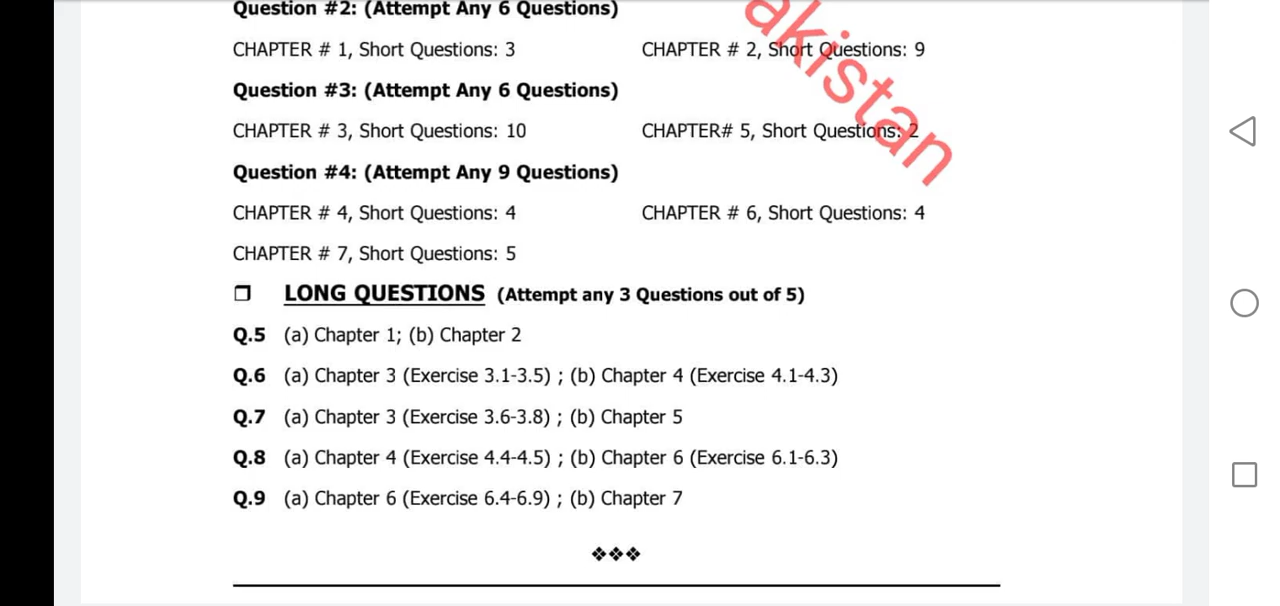 Question #2: (Attempt Any 6 Questions)
CHAPTER # 1, Short Questions: 3 CHAPTER # 2, Short Questions: 9
Question #3: (Attempt Any 6 Questions)
CHAPTER # 3, Short Questions: 10 CHAPTER# 5, Short Questions: 2
Question #4: (Attempt Any 9 Questions)
CHAPTER # 4, Short Questions: 4 CHAPTER # 6, Short Questions: 4
CHAPTER # 7, Short Questions: 5
❒ LONG QUESTIONS (Attempt any 3 Questions out of 5)
Q.5 (a) Chapter 1; (b) Chapter 2
Q.6 (a) Chapter 3 (Exercise 3.1-3.5) ; (b) Chapter 4 (Exercise 4.1-4.3)
Q.7 (a) Chapter 3 (Exercise 3.6-3.8) ; (b) Chapter 5
Q.8 (a) Chapter 4 (Exercise 4.4-4.5) ; (b) Chapter 6 (Exercise 6.1-6.3)
Q.9 (a) Chapter 6 (Exercise 6.4-6.9) ; (b) Chapter 7
akistan